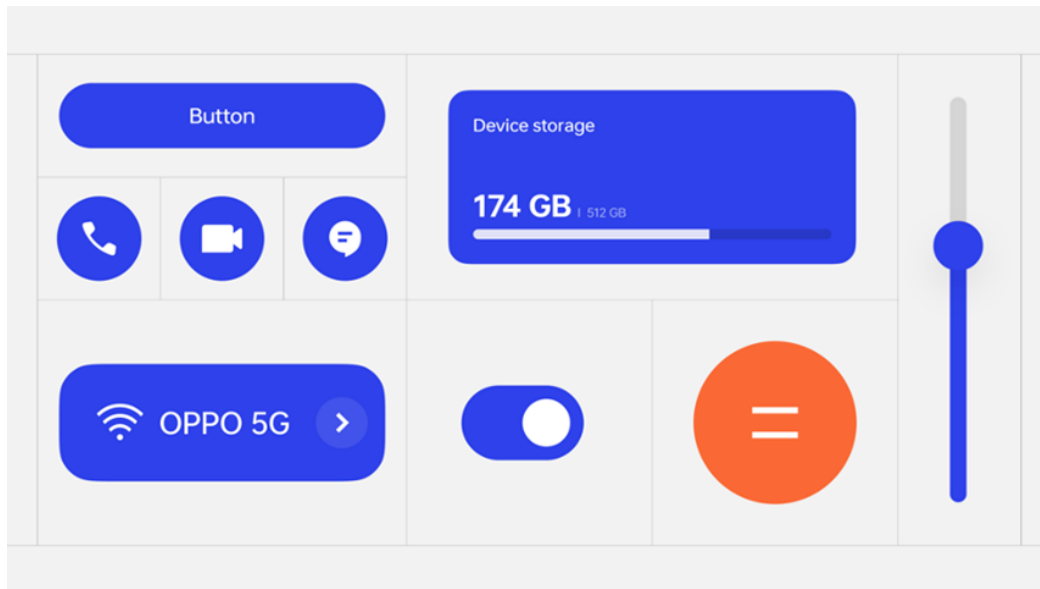 Button
Device storage
174 GB | 512 GB
OPPO 5G
=